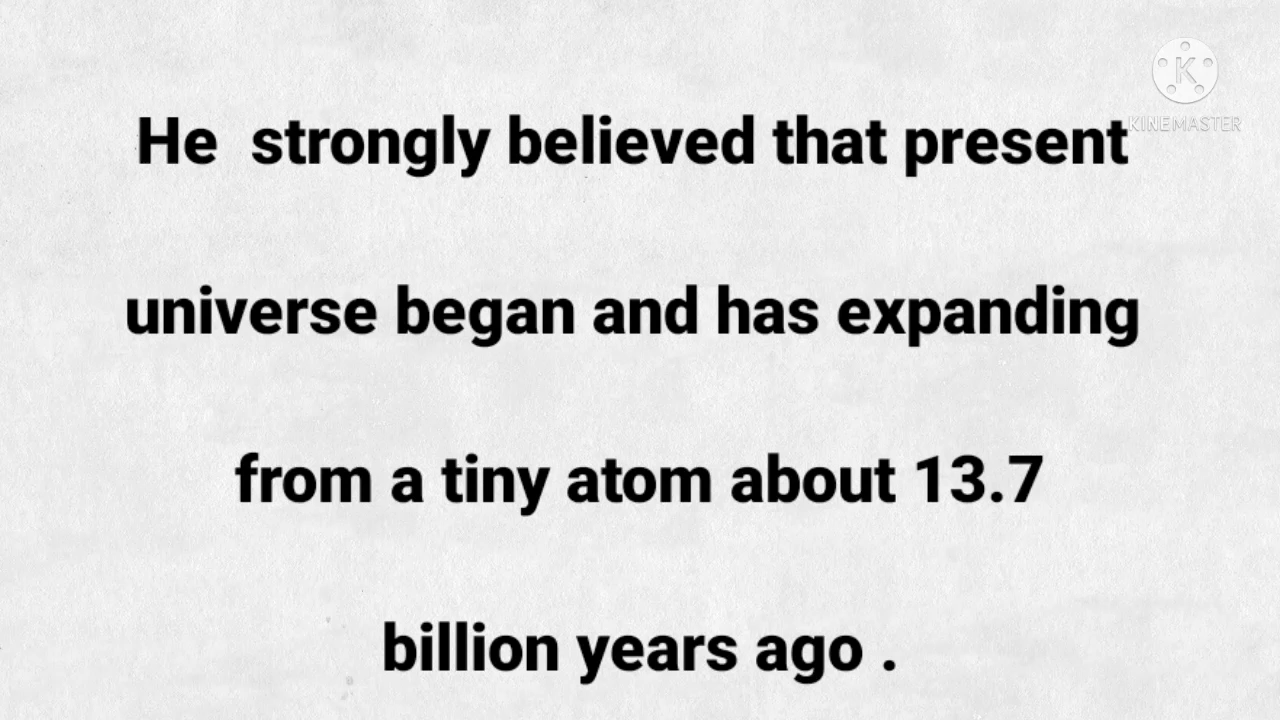 K
KINEMASTER
He  strongly believed that present
universe began and has expanding
from a tiny atom about 13.7
billion years ago .